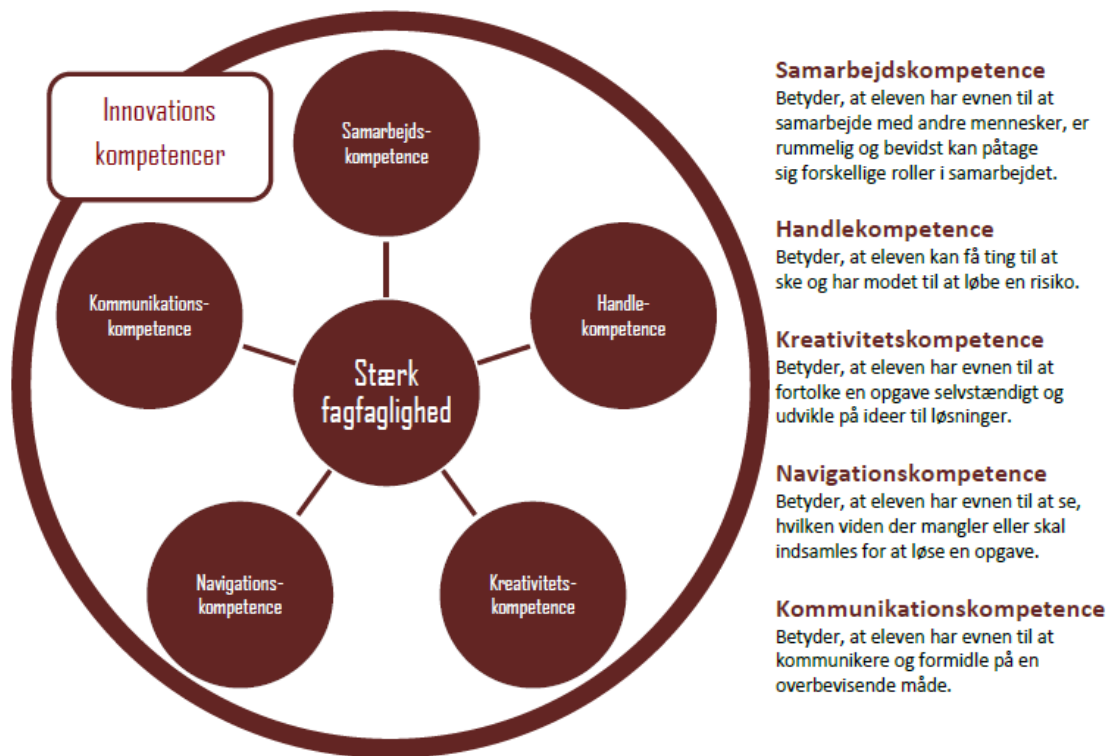 Innovations
kompetencer
Samarbejds-
kompetence
Handle-
kompetence
Kreativitets-
kompetence
Navigations-
kompetence
Kommunikations-
kompetence
Stærk
fagfaglighed
Samarbejdskompetence
Betyder, at eleven har evnen til at
samarbejde med andre mennesker, er
rummelig og bevidst kan påtage
sig forskellige roller i samarbejdet.
Handlekompetence
Betyder, at eleven kan få ting til at
ske og har modet til at løbe en risiko.
Kreativitetskompetence
Betyder, at eleven har evnen til at
fortolke en opgave selvstændigt og
udvikle på ideer til løsninger.
Navigationskompetence
Betyder, at eleven har evnen til at se,
hvilken viden der mangler eller skal
indsamles for at løse en opgave.
Kommunikationskompetence
Betyder, at eleven har evnen til at
kommunikere og formidle på en
overbevisende måde.